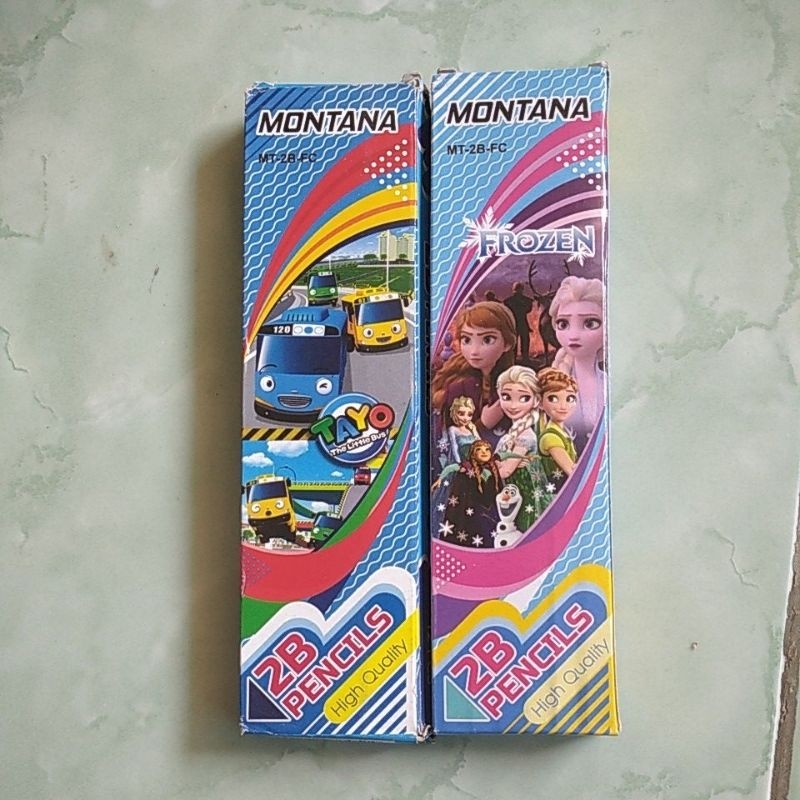 MONTANA
MT-2B-FC
120
TAYO
The Little Bus!
2B
PENCILS
High Quality
MONTANA
MT-2B-FC
FROZEN
2B
PENCILS
High Quality